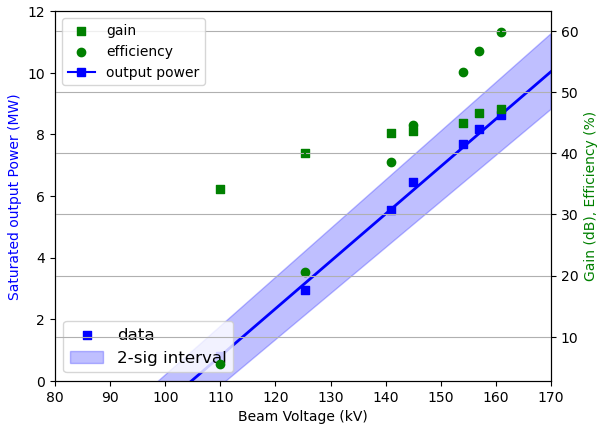 12
10
8
6
4
2
0
Saturated output Power (MW)
gain
efficiency
output power
data
2-sig interval
60
50
40
30
20
10
Gain (dB), Efficiency (%)
80 90 100 110 120 130 140 150 160 170
Beam Voltage (kV)